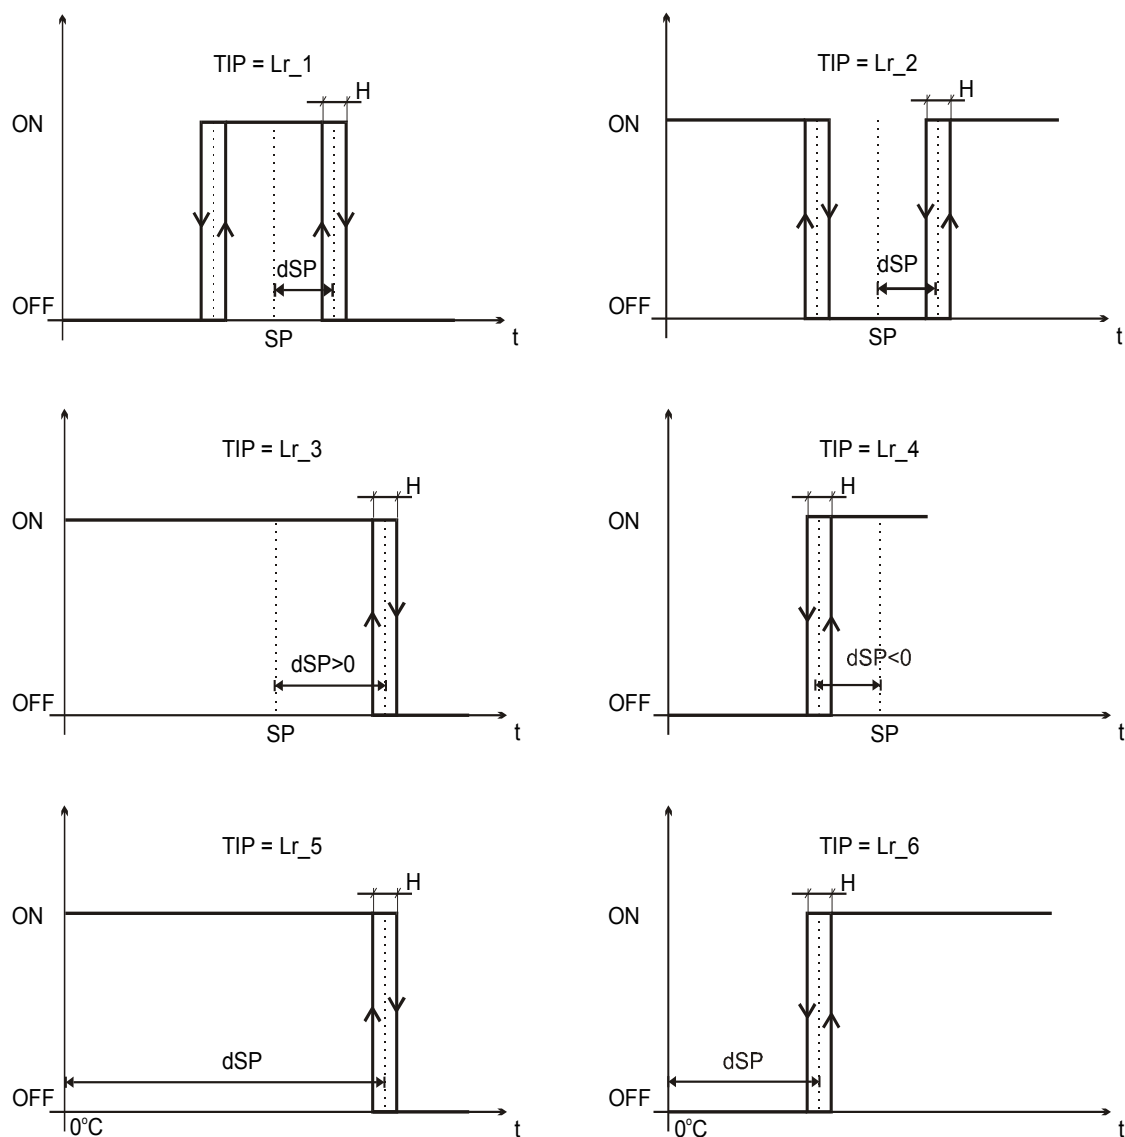 TIP = Lr_1
H
ON
dSP
OFF
SP
t
TIP = Lr_2
H
ON
dSP
OFF
SP
t
TIP = Lr_3
H
ON
dSP>0
OFF
SP
t
TIP = Lr_4
H
ON
dSP<0
OFF
SP
t
TIP = Lr_5
H
ON
dSP
OFF
0°C
t
TIP = Lr_6
H
ON
dSP
OFF
0°C
t